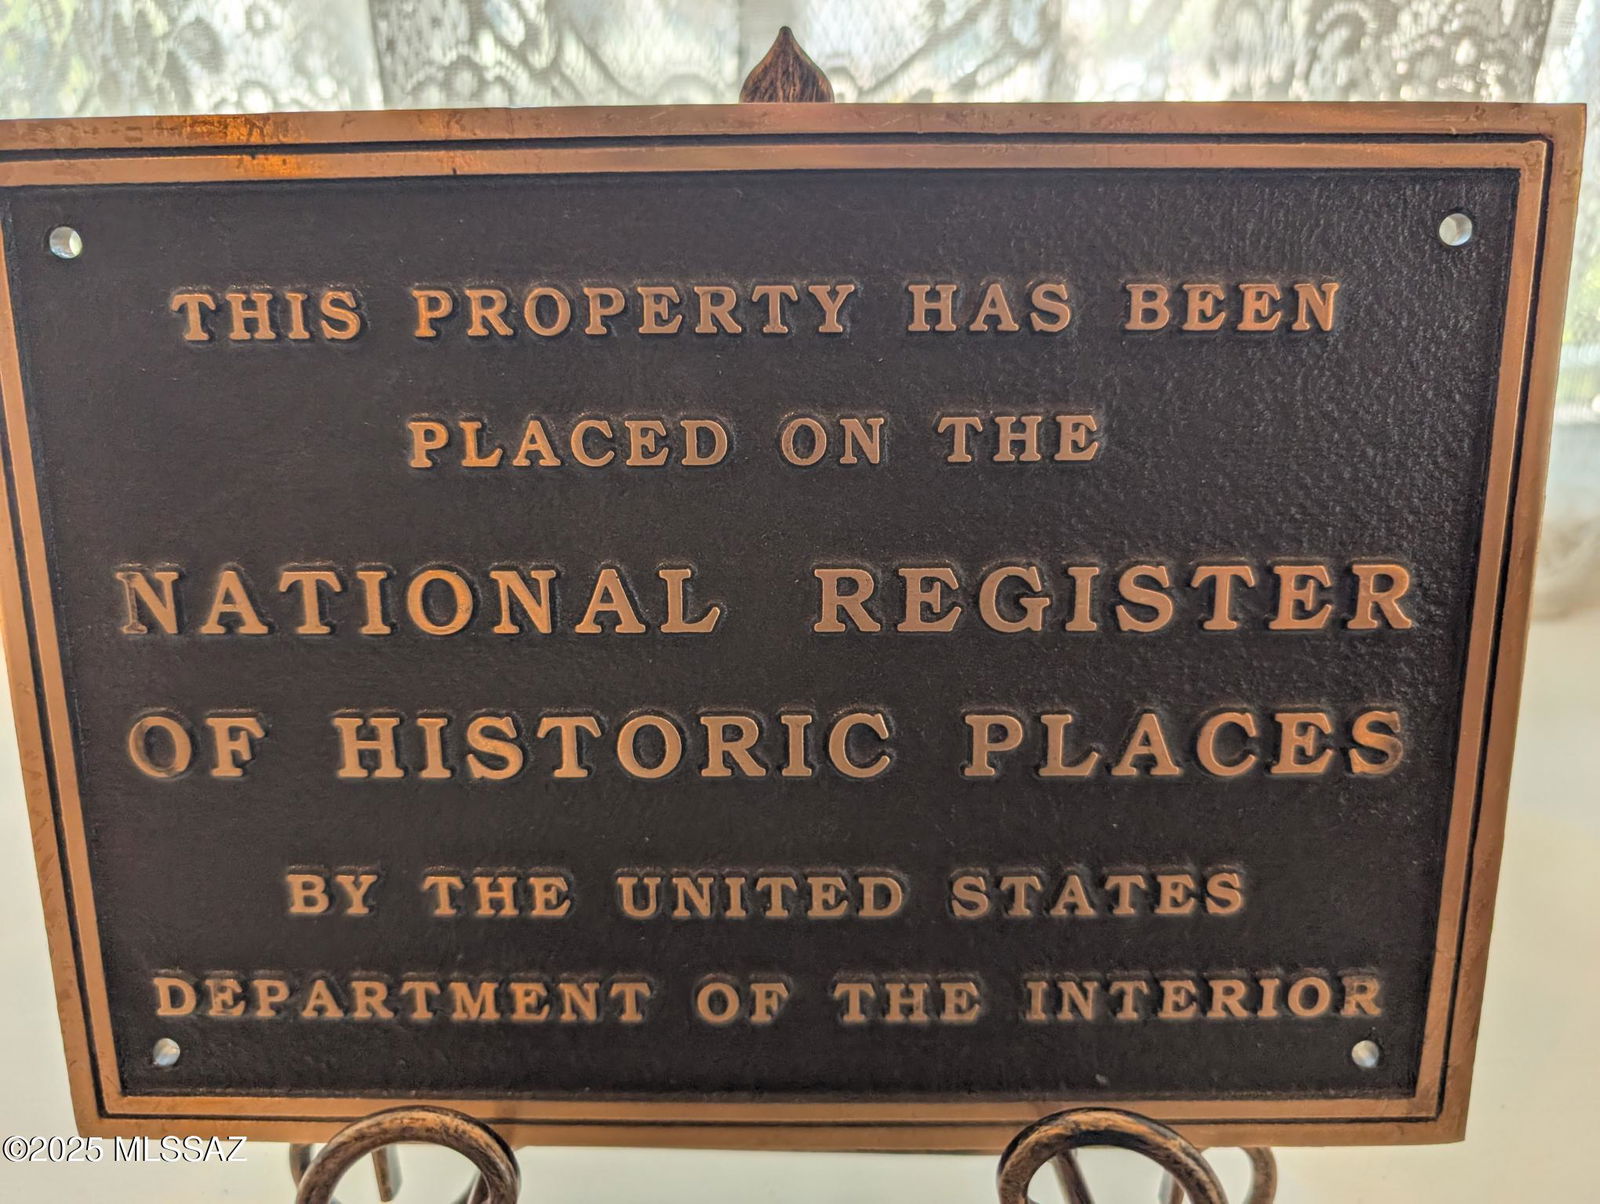 THIS PROPERTY HAS BEEN
PLACED ON THE
NATIONAL REGISTER
OF HISTORIC PLACES
BY THE UNITED STATES
DEPARTMENT OF THE INTERIOR
©2025 MLSSAZ